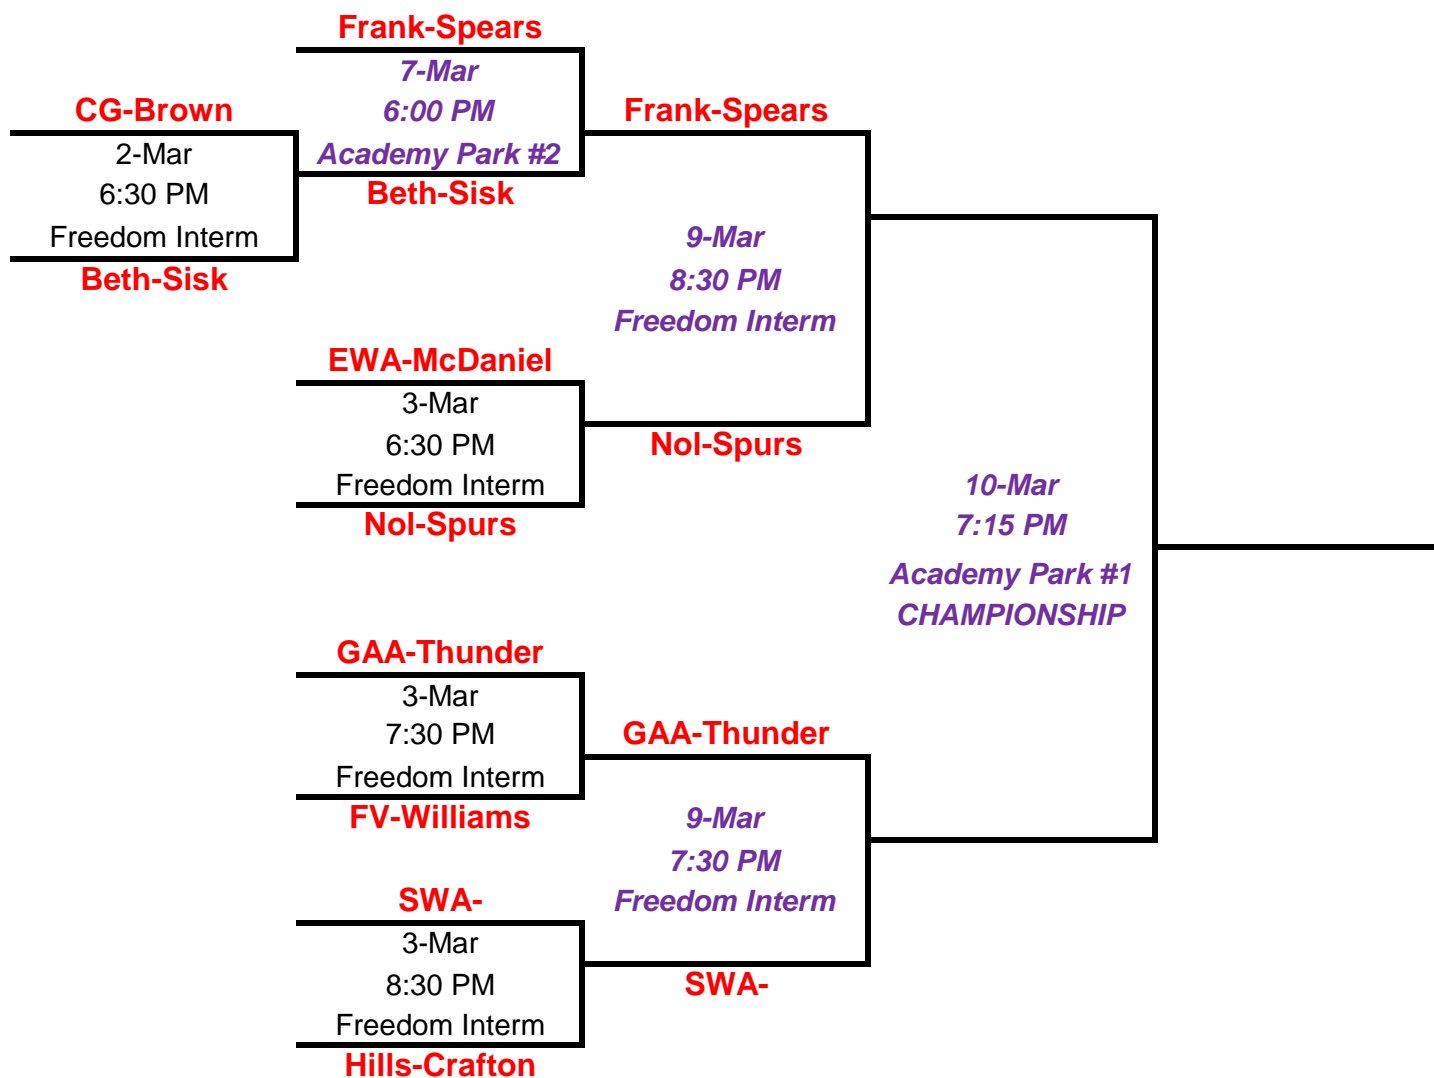 Frank-Spears
7-Mar
6:00 PM
Academy Park #2
Beth-Sisk
CG-Brown
2-Mar
6:30 PM
Freedom Interm
Beth-Sisk
Frank-Spears
9-Mar
8:30 PM
Freedom Interm
Nol-Spurs
EWA-McDaniel
3-Mar
6:30 PM
Freedom Interm
Nol-Spurs
10-Mar
7:15 PM
Academy Park #1
CHAMPIONSHIP
GAA-Thunder
3-Mar
7:30 PM
Freedom Interm
FV-Williams
GAA-Thunder
9-Mar
7:30 PM
Freedom Interm
SWA-
SWA-
3-Mar
8:30 PM
Freedom Interm
Hills-Crafton